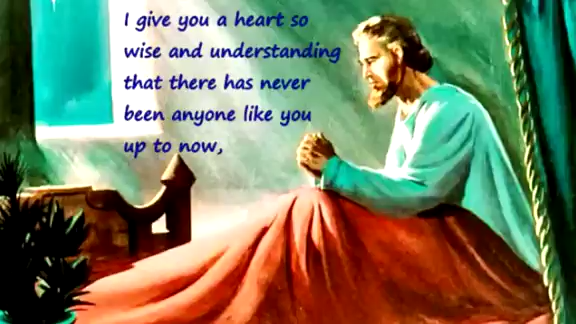 I give you a heart so
wise and understanding
that there has never
been anyone like you
up to now,